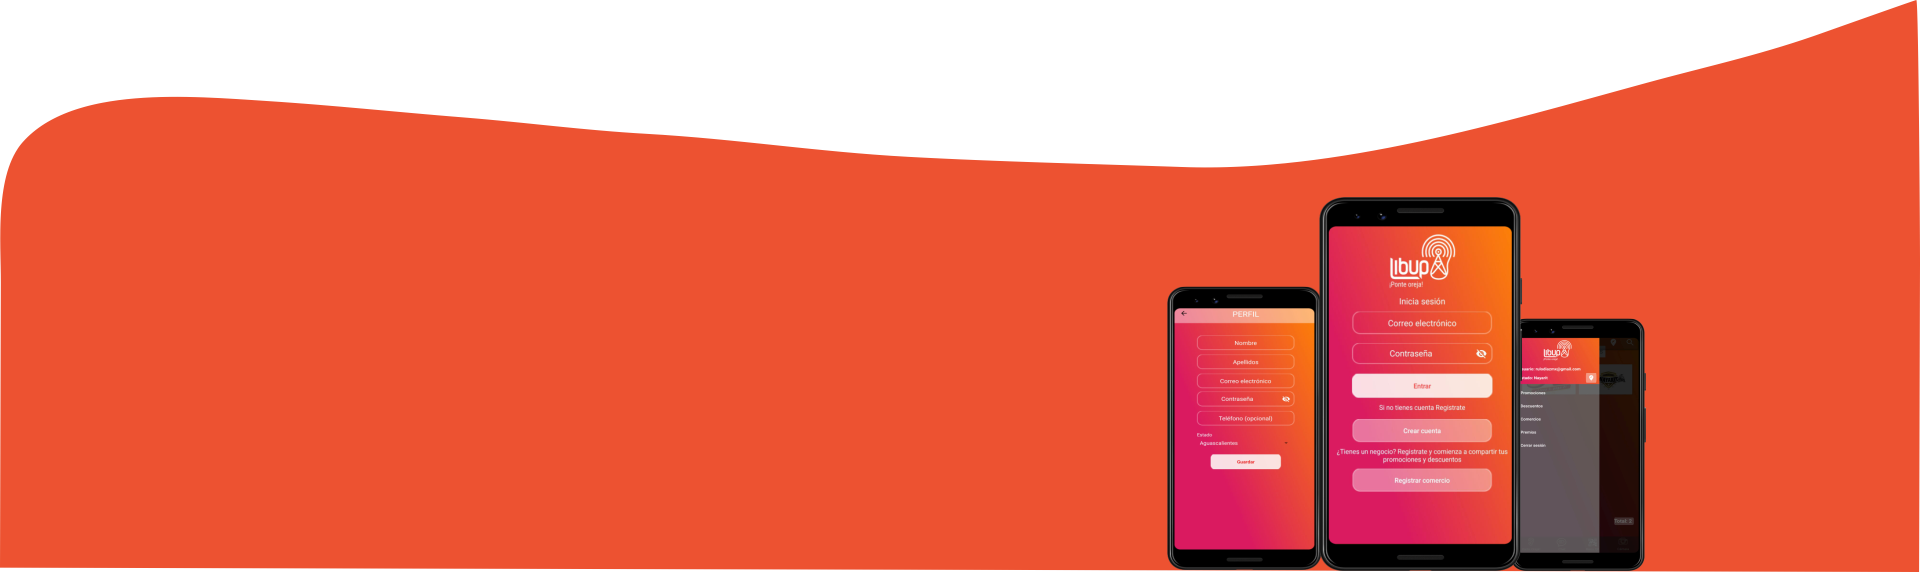 PERFIL
Nombre
Apellidos
Correo electrónico
Contraseña
Teléfono (opcional)
Estado
Aguascalientes
Guardar
libup
¡Ponte oreja!
Inicia sesión
Correo electrónico
Contraseña
Entrar
Si no tienes cuenta Registrate
Crear cuenta
¿Tienes un negocio? Registrate y comienza a compartir tus
promociones y descuentos
Registrar comercio
libup
Promociones
Descuentos
Comercios
Premios
Cerrar sesión